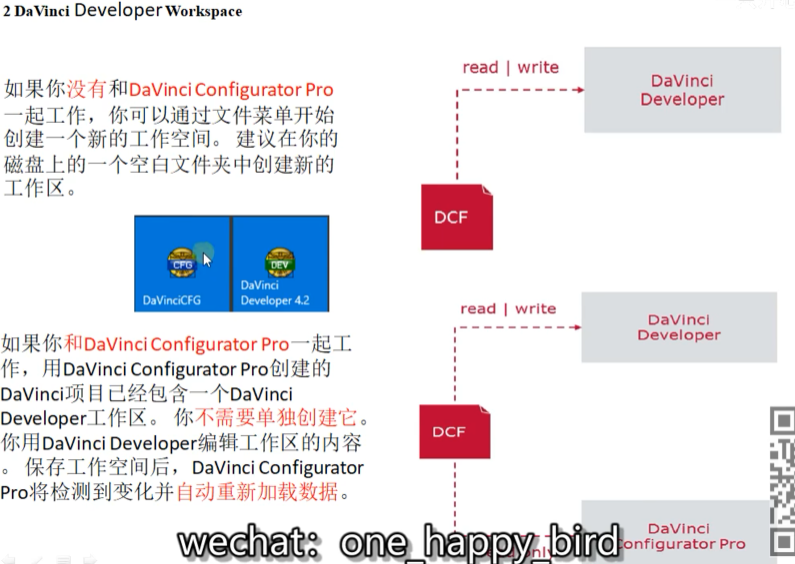 2 DaVinci Developer Workspace
如果你没有和DaVinci Configurator Pro
一起工作，你可以通过文件菜单开始
创建一个新的工作空间。 建议在你的
磁盘上的一个空白文件夹中创建新的
工作区。
CFG
DaVinciCFG
DEV
DaVinci
Developer 4.2
如果你和DaVinci Configurator Pro一起工
作，用DaVinci Configurator Pro创建的
DaVinci项目已经包含一个DaVinci
Developer工作区。 你不需要单独创建它。
你用DaVinci Developer编辑工作区的内容
。 保存工作空间后，DaVinci Configurator
Pro将检测到变化并自动重新加载数据。
read | write
DaVinci
Developer
DCF
read | write
DaVinci
Developer
DCF
DaVinci
Configurator Pro
wechat：one_happy_bird